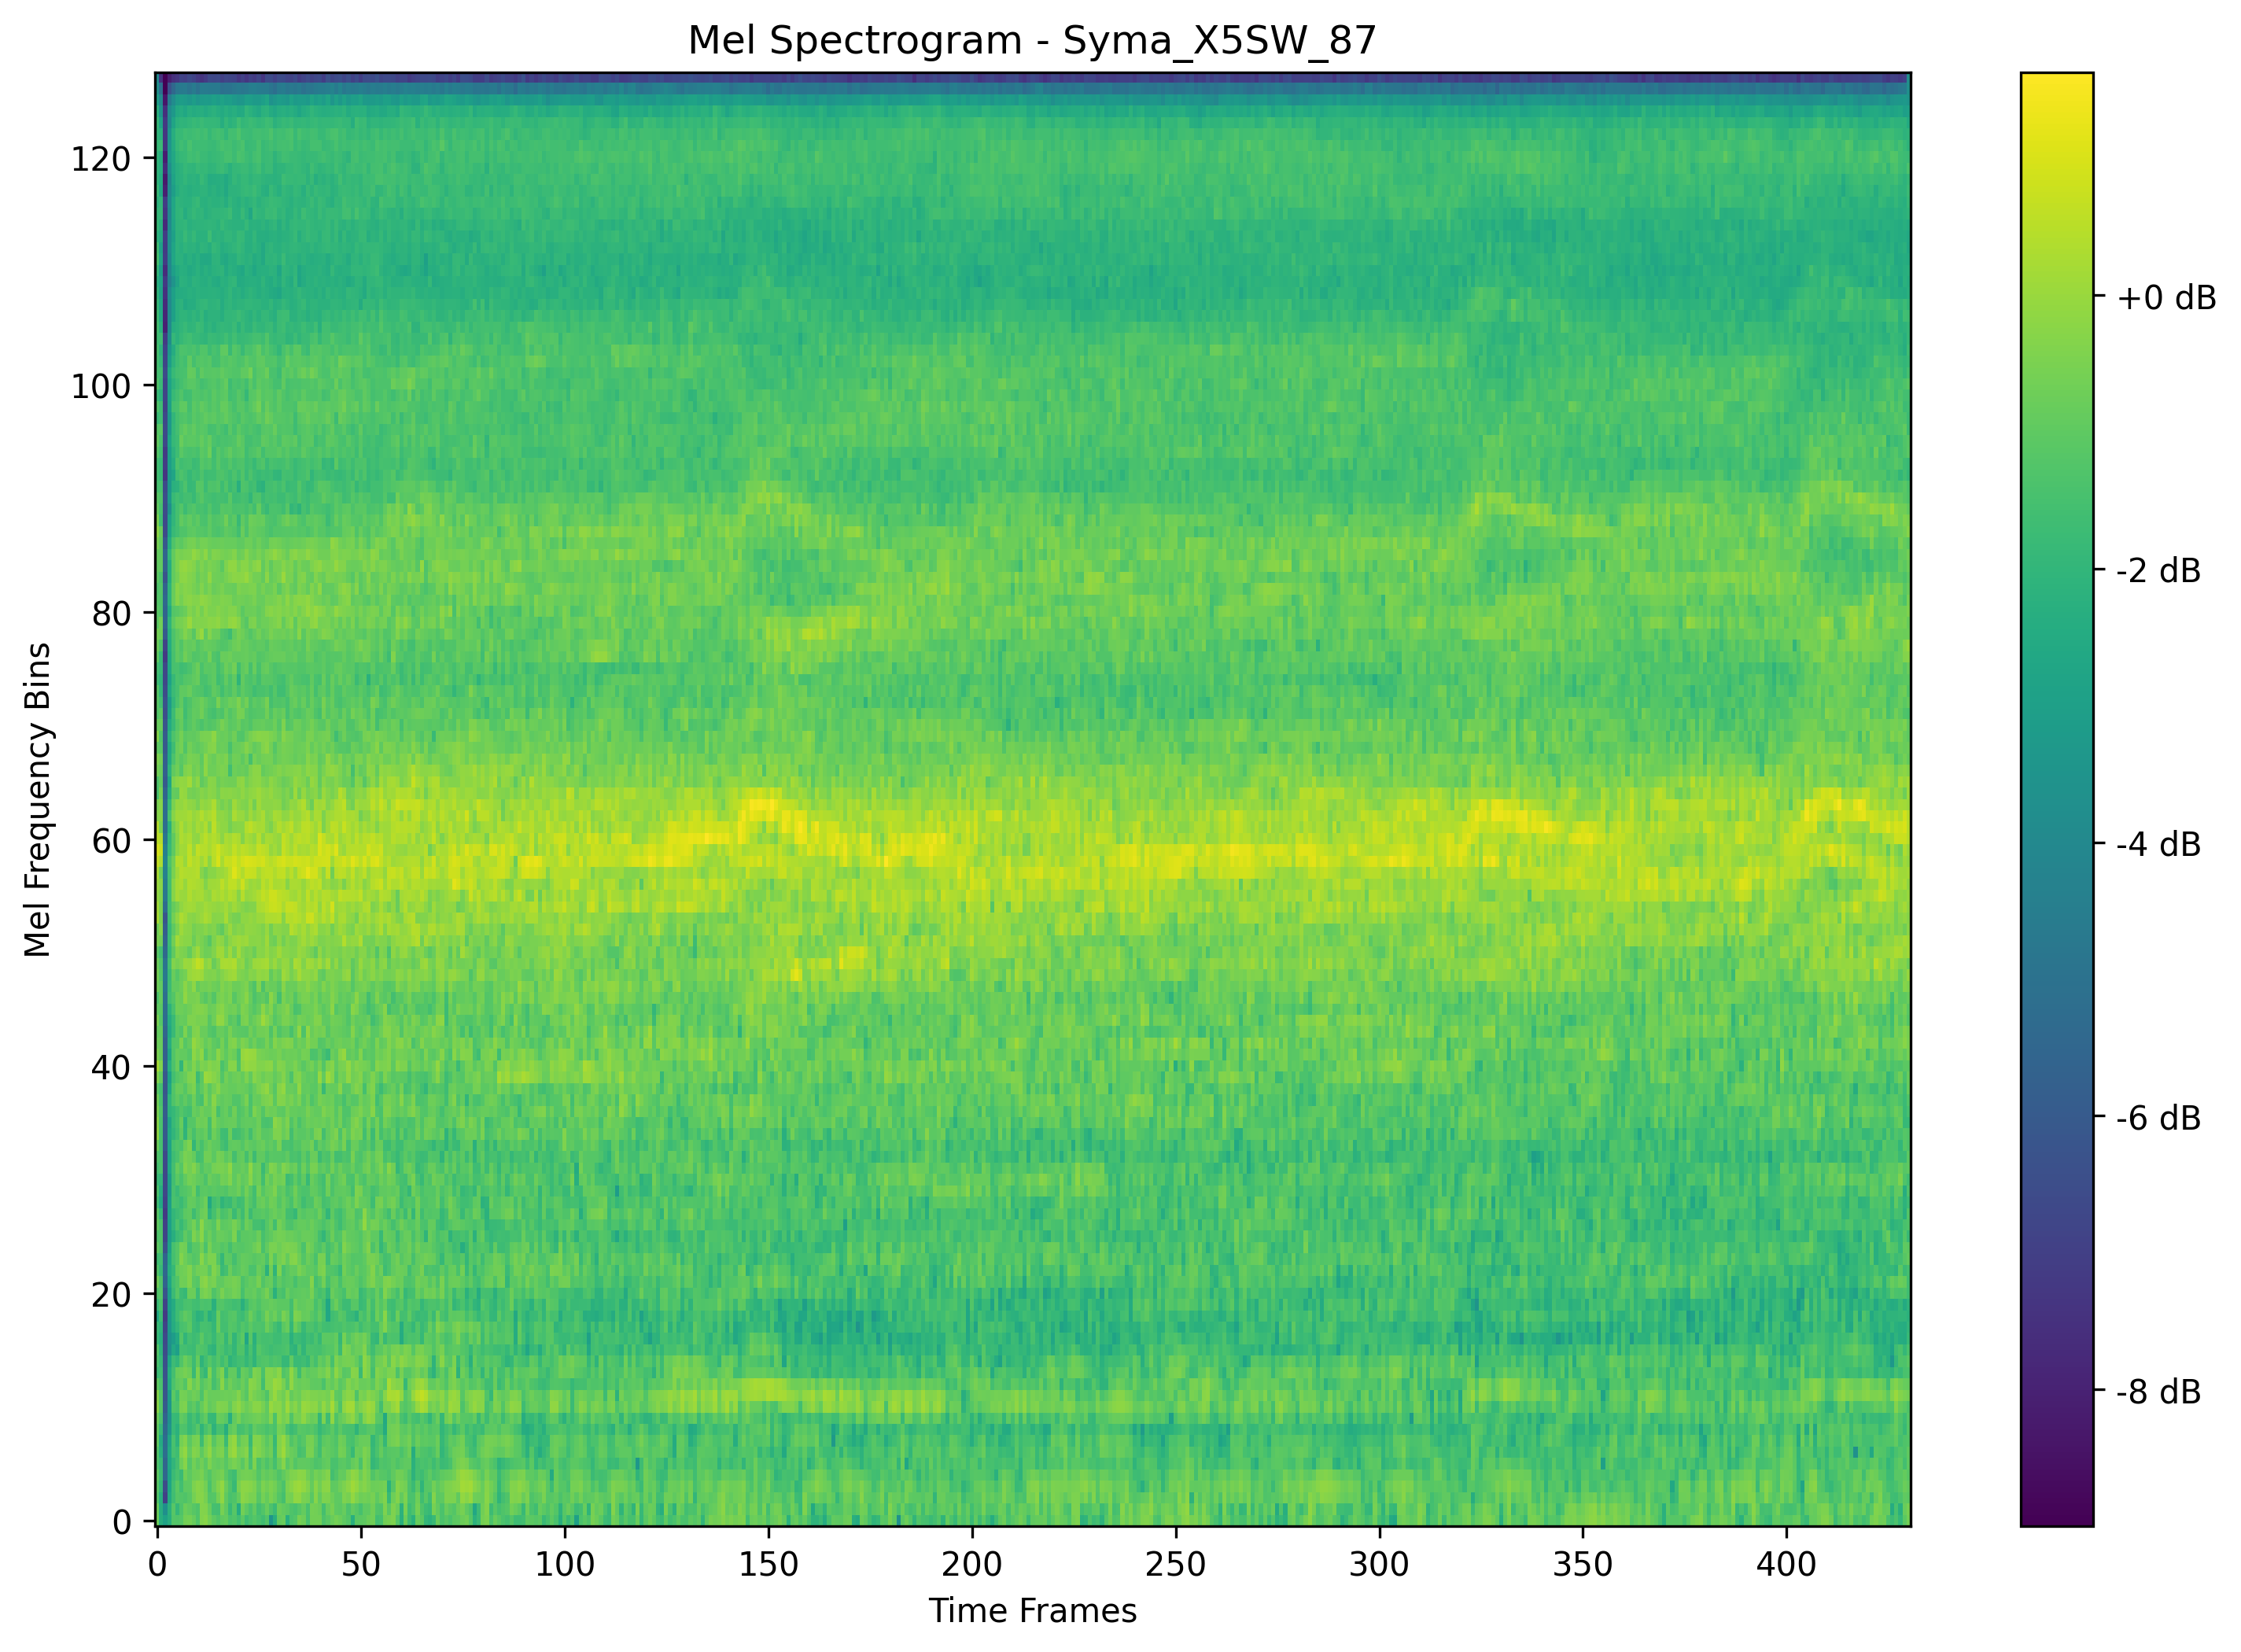 Mel Spectrogram - Syma_X5SW_87
Mel Frequency Bins
120
100
80
60
40
20
0
0 50 100 150 200 250 300 350 400
Time Frames
+0 dB
-2 dB
-4 dB
-6 dB
-8 dB